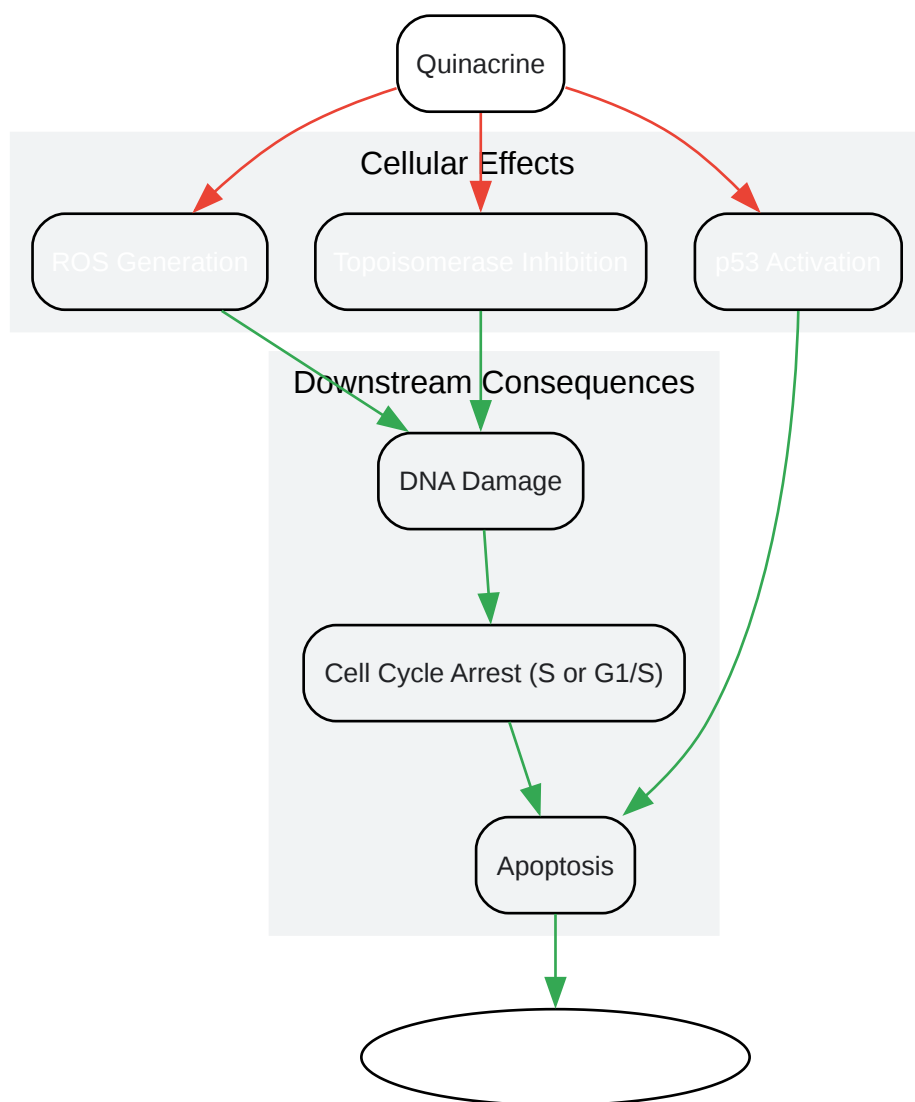 Quinacrine
Cellular Effects
ROS Generation
Topoisomerase Inhibition
p53 Activation
Downstream Consequences
DNA Damage
Cell Cycle Arrest (S or G1/S)
Apoptosis